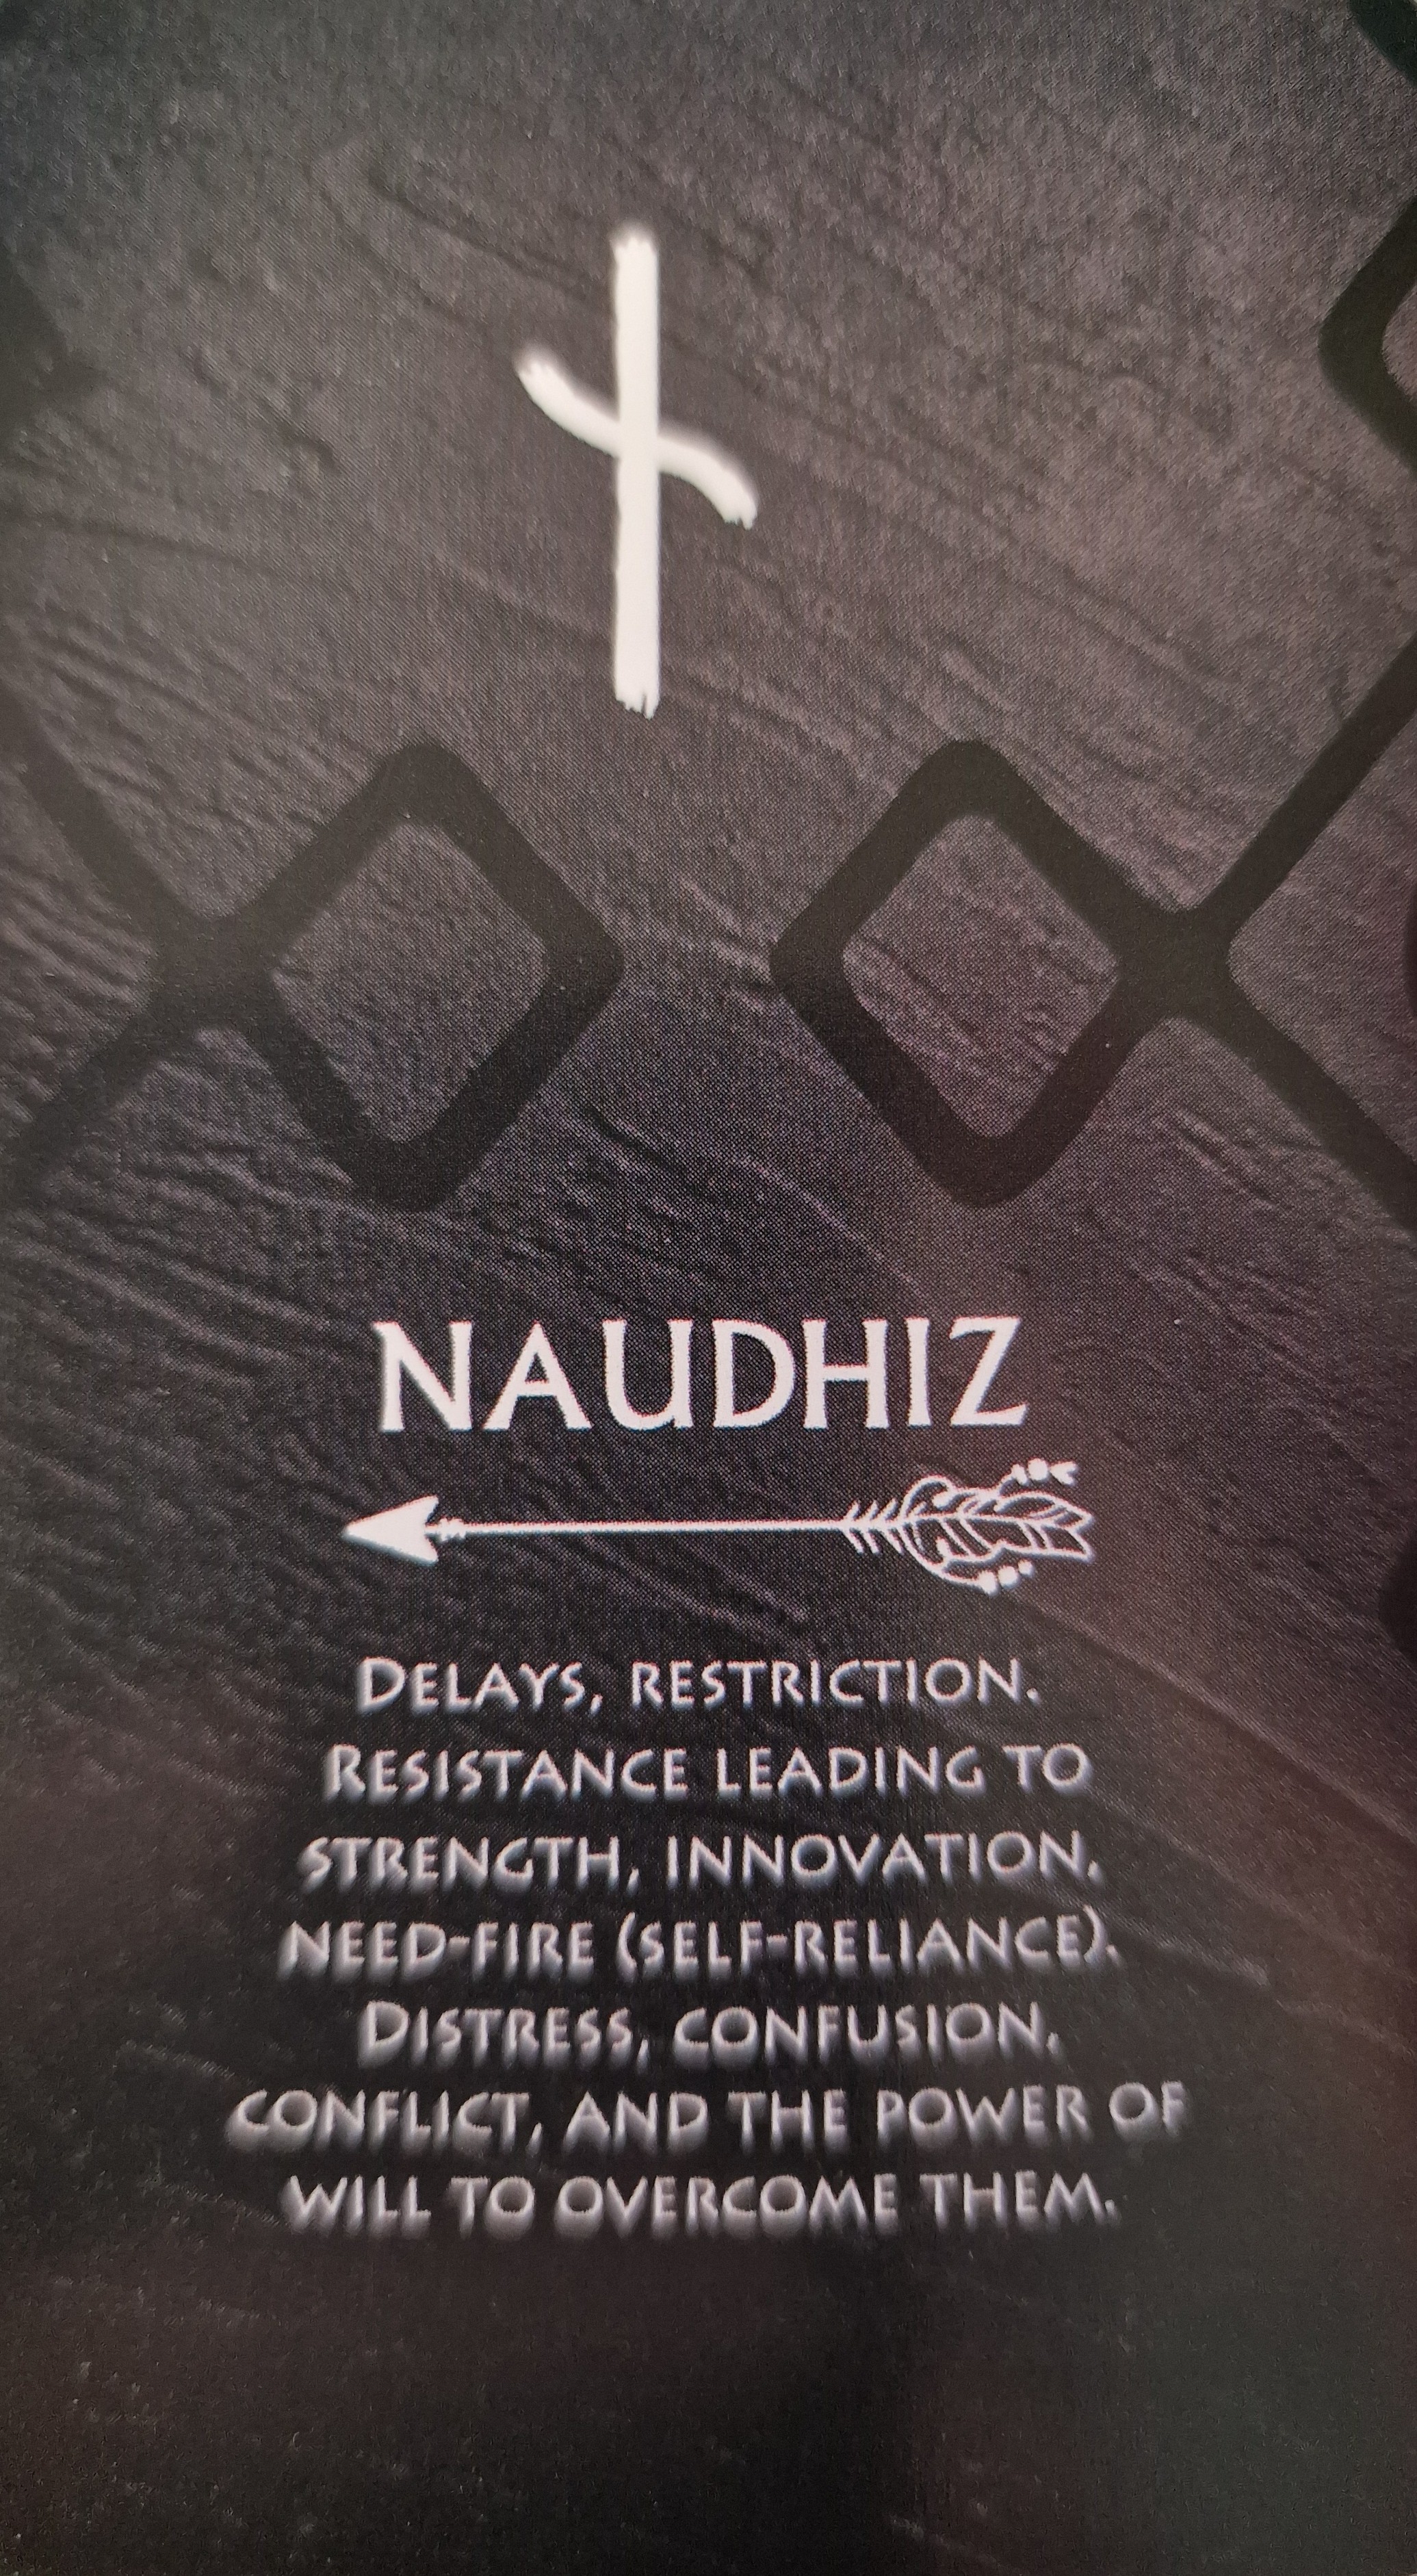 ᚾ
NAUDHIZ
DELAYS, RESTRICTION.
RESISTANCE LEADING TO
STRENGTH, INNOVATION,
NEED-FIRE (SELF-RELIANCE).
DISTRESS, CONFUSION,
CONFLICT, AND THE POWER OF
WILL TO OVERCOME THEM.